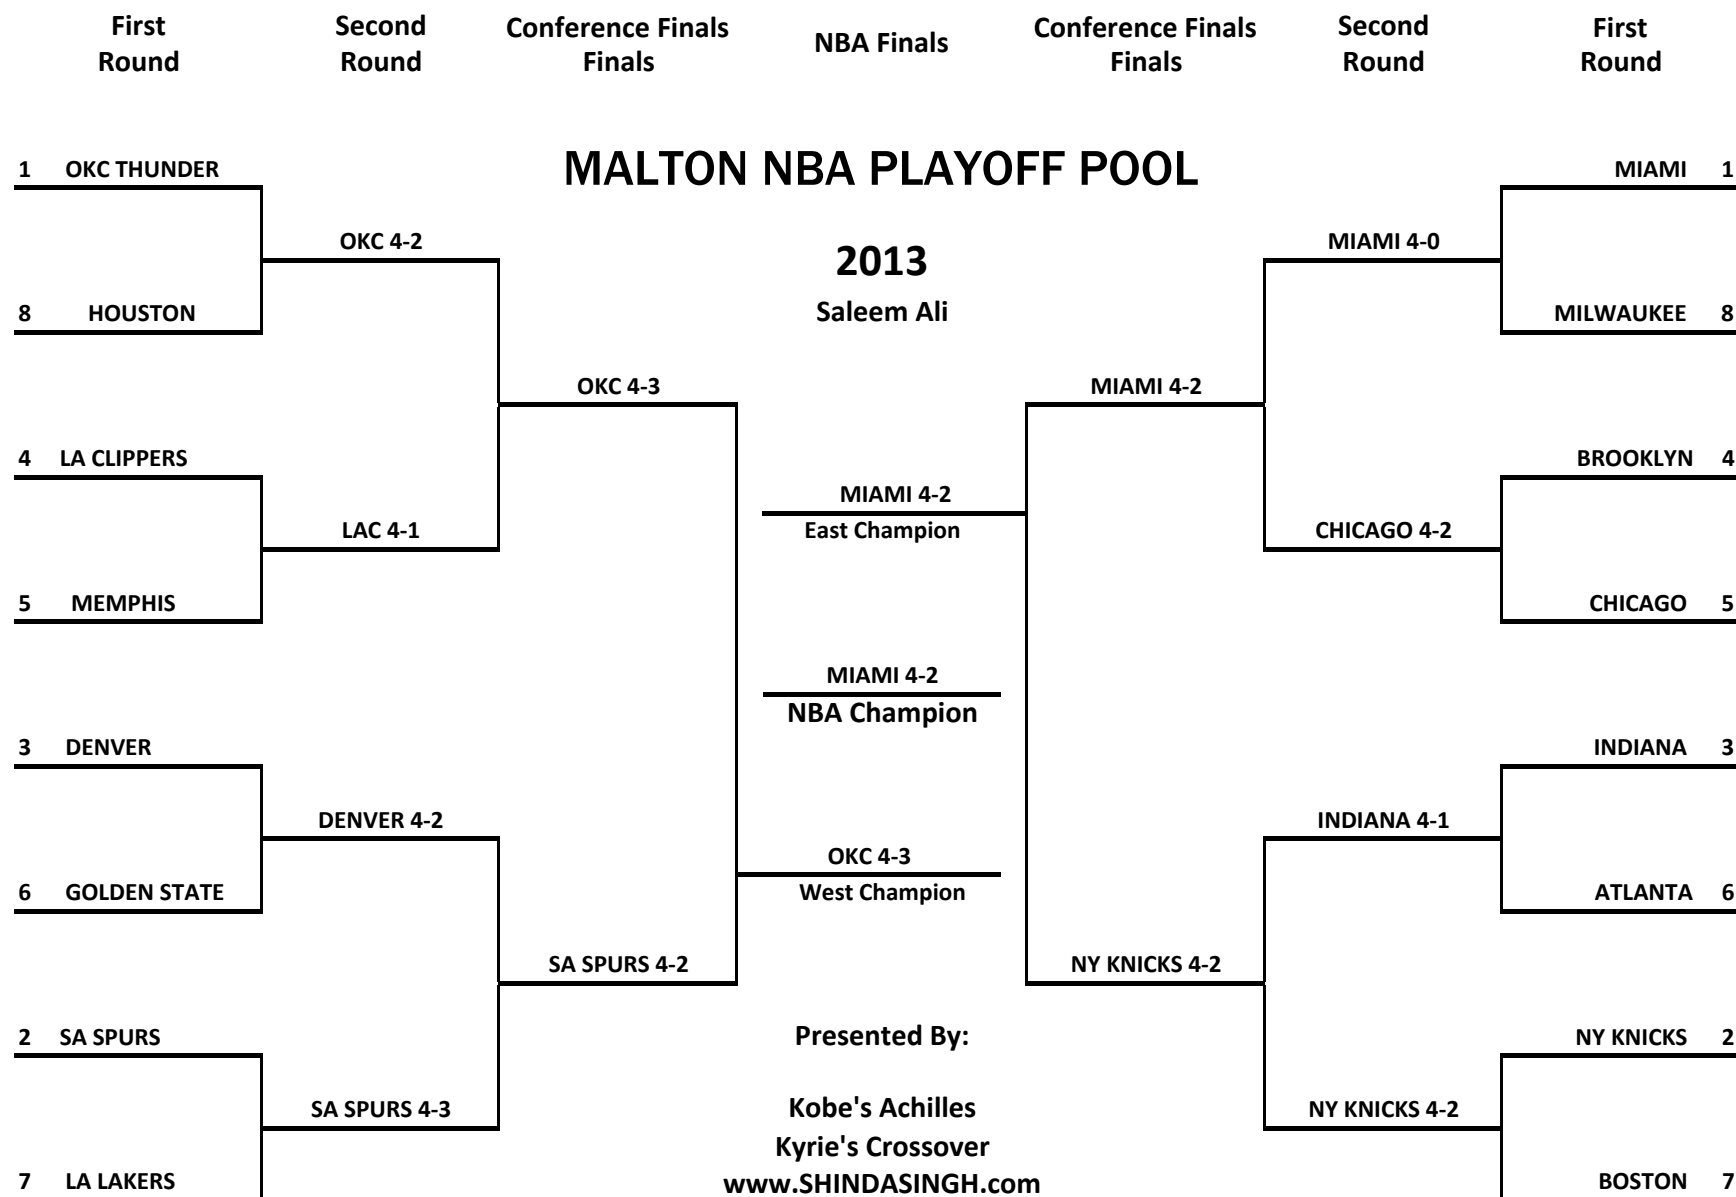 First Second Conference Finals NBA Finals Conference Finals Second First
Round Round Finals Finals Round Round
MALTON NBA PLAYOFF POOL
1 OKC THUNDER MIAMI 1
OKC 4-2 2013 MIAMI 4-0
8 HOUSTON Saleem Ali MILWAUKEE 8
OKC 4-3 MIAMI 4-2
4 LA CLIPPERS BROOKLYN 4
MIAMI 4-2
LAC 4-1 East Champion CHICAGO 4-2
5 MEMPHIS CHICAGO 5
MIAMI 4-2
NBA Champion
3 DENVER INDIANA 3
DENVER 4-2 INDIANA 4-1
OKC 4-3
6 GOLDEN STATE West Champion ATLANTA 6
SA SPURS 4-2 NY KNICKS 4-2
2 SA SPURS Presented By: NY KNICKS 2
SA SPURS 4-3 Kobe's Achilles NY KNICKS 4-2
Kyrie's Crossover
7 LA LAKERS www.SHINDASINGH.com BOSTON 7